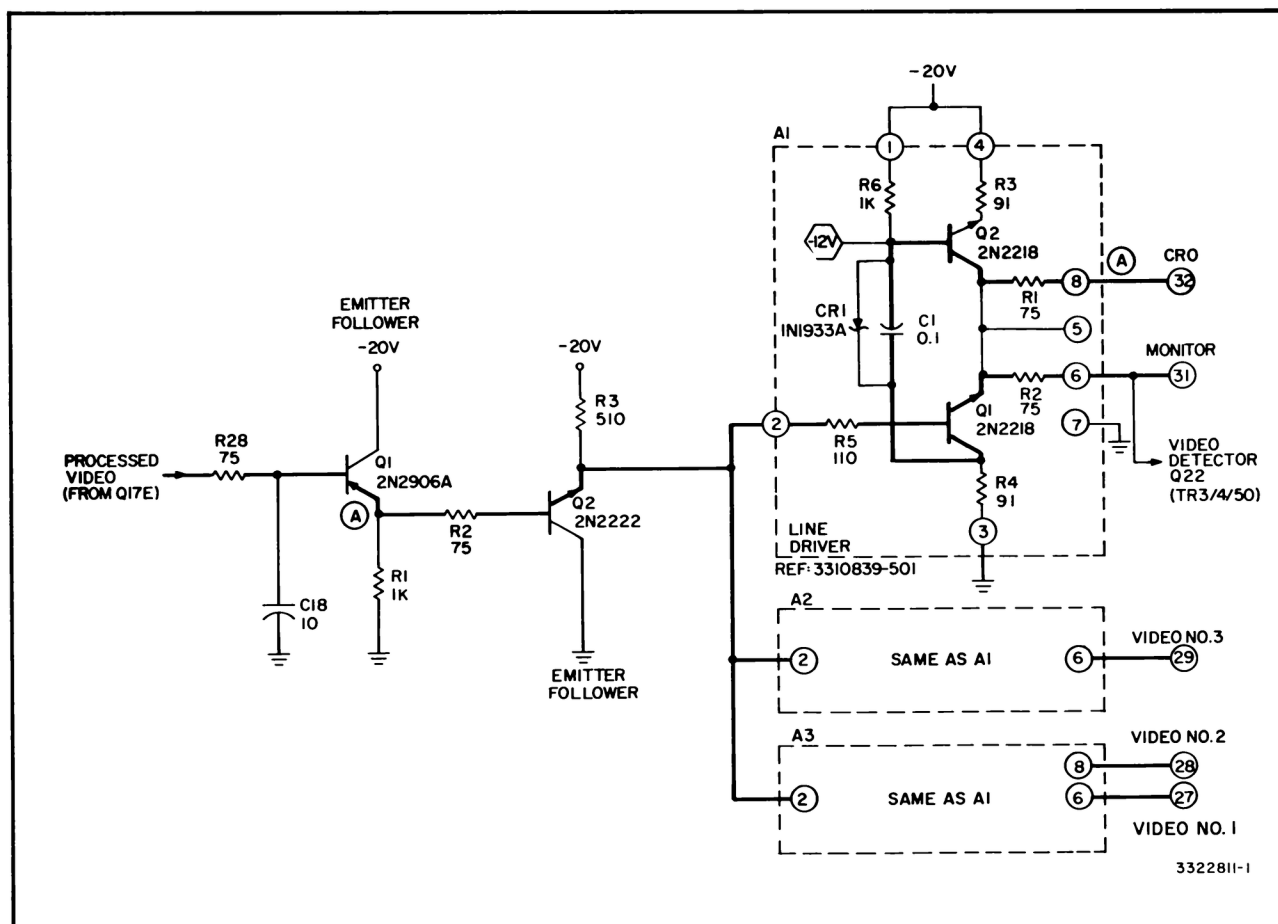 -20V
A1
1
4
R6
1K
R3
91
Q2
2N2218
-12V
A
CRO
8
32
R1
75
CR1
IN1933A
C1
0.1
5
MONITOR
6
31
R2
75
Q1
2N2218
7
2
R5
110
VIDEO
DETECTOR
Q22
(TR3/4/50)
R4
91
3
LINE
DRIVER
REF: 3310839-501
EMITTER
FOLLOWER
-20V
-20V
R3
510
PROCESSED
VIDEO
(FROM Q17E)
R28
75
Q1
2N2906A
A
R2
75
Q2
2N2222
C18
10
R1
1K
EMITTER
FOLLOWER
A2
2
SAME AS A1
6
VIDEO NO.3
29
A3
2
SAME AS A1
8
VIDEO NO.2
28
6
27
VIDEO NO. 1
3322811-1